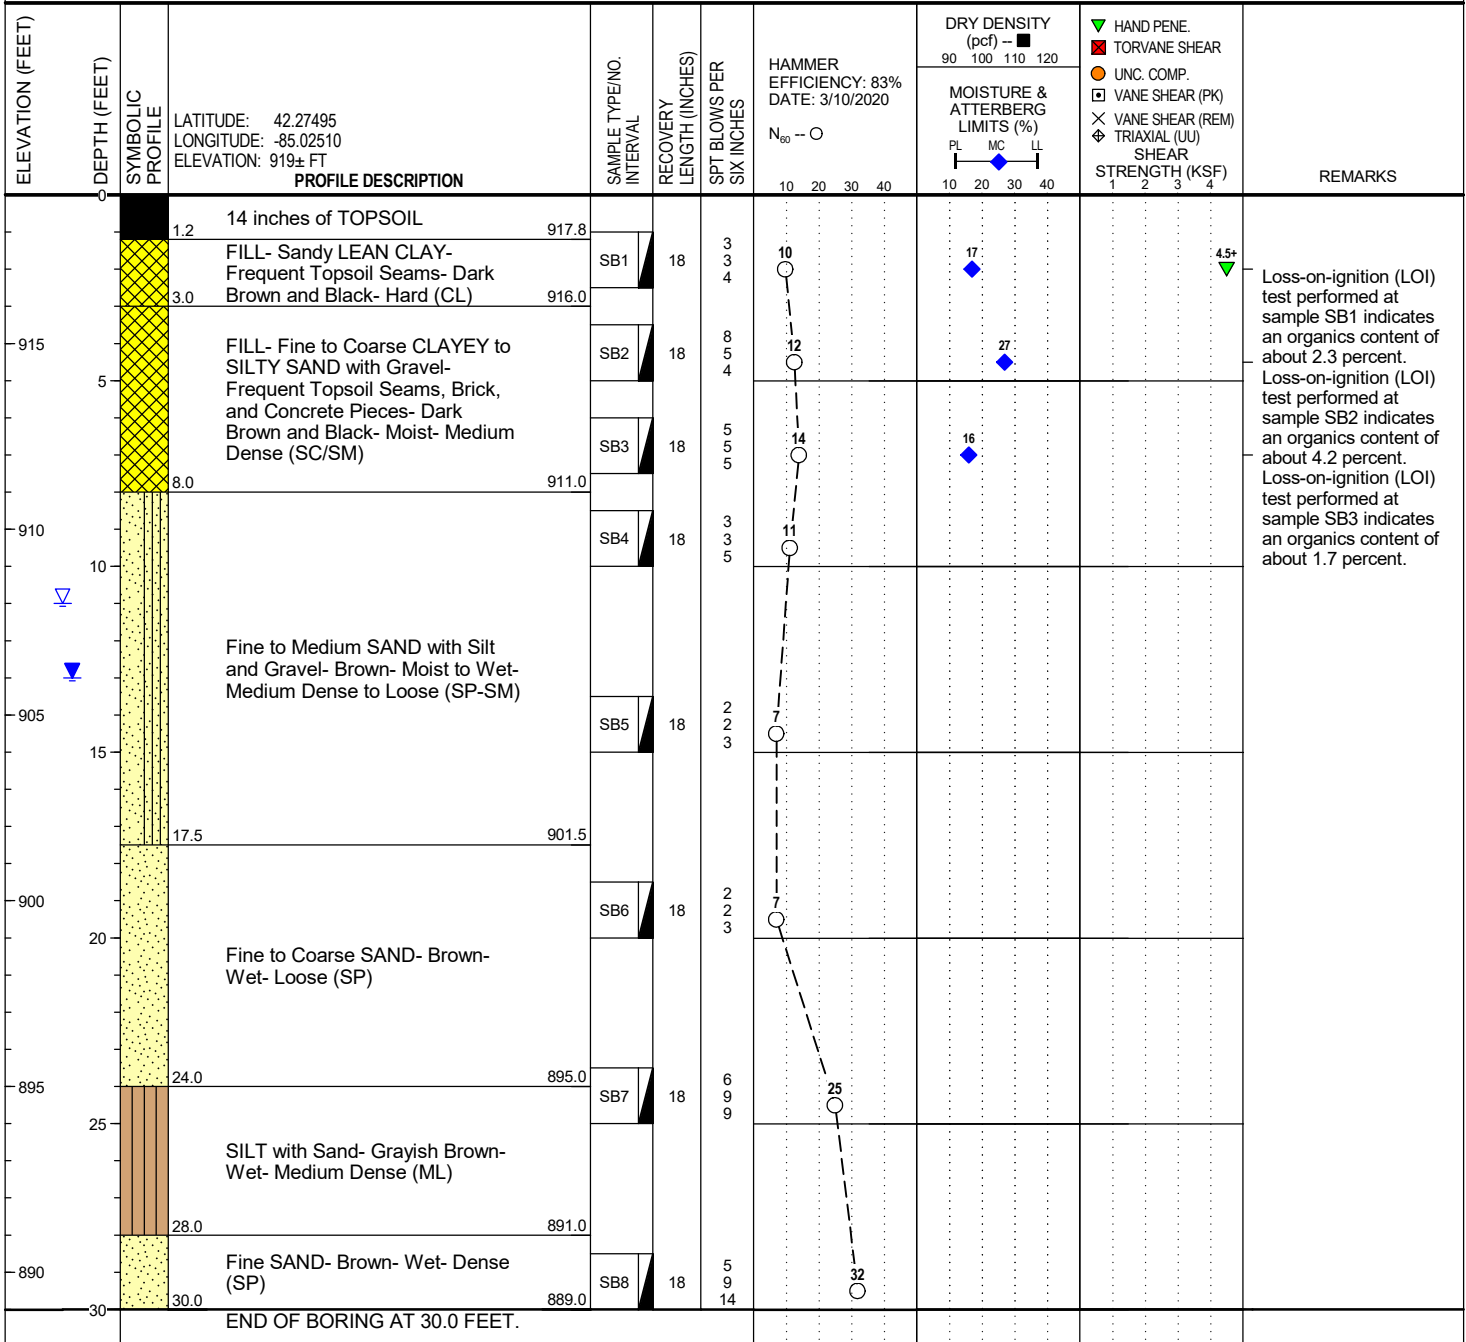 ELEVATION (FEET)
DEPTH (FEET)
SYMBOLIC
PROFILE
LATITUDE: 42.27495
LONGITUDE: -85.02510
ELEVATION: 919± FT
PROFILE DESCRIPTION
SAMPLE TYPE/NO.
INTERVAL
RECOVERY
LENGTH (INCHES)
SPT BLOWS PER
SIX INCHES
HAMMER
EFFICIENCY: 83%
DATE: 3/10/2020
N60 --
10 20 30 40
DRY DENSITY
(pcf) --
90 100 110 120
MOISTURE &
ATTERBERG
LIMITS (%)
PL MC LL
10 20 30 40
HAND PENE.
TORVANE SHEAR
UNC. COMP.
VANE SHEAR (PK)
VANE SHEAR (REM)
TRIAXIAL (UU)
SHEAR
STRENGTH (KSF)
1 2 3 4
REMARKS
0
14 inches of TOPSOIL
1.2 917.8
FILL- Sandy LEAN CLAY-
Frequent Topsoil Seams- Dark
Brown and Black- Hard (CL)
3.0 916.0
SB1 18
3
3
4
10
17
4.5+
915
5
FILL- Fine to Coarse CLAYEY to
SILTY SAND with Gravel-
Frequent Topsoil Seams, Brick,
and Concrete Pieces- Dark
Brown and Black- Moist- Medium
Dense (SC/SM)
8.0 911.0
SB2 18
8
5
4
12
27
SB3 18
5
5
5
14
16
Loss-on-ignition (LOI)
test performed at
sample SB1 indicates
an organics content of
about 2.3 percent.
Loss-on-ignition (LOI)
test performed at
sample SB2 indicates
an organics content of
about 4.2 percent.
Loss-on-ignition (LOI)
test performed at
sample SB3 indicates
an organics content of
about 1.7 percent.
910
10
SB4 18
3
3
5
11
Fine to Medium SAND with Silt
and Gravel- Brown- Moist to Wet-
Medium Dense to Loose (SP-SM)
905
15
SB5 18
2
2
3
7
17.5 901.5
900
20
SB6 18
2
2
3
7
Fine to Coarse SAND- Brown-
Wet- Loose (SP)
24.0 895.0
895
25
SB7 18
6
9
9
25
SILT with Sand- Grayish Brown-
Wet- Medium Dense (ML)
28.0 891.0
890
Fine SAND- Brown- Wet- Dense
(SP)
SB8 18
5
9
14
32
30
30.0 889.0
END OF BORING AT 30.0 FEET.